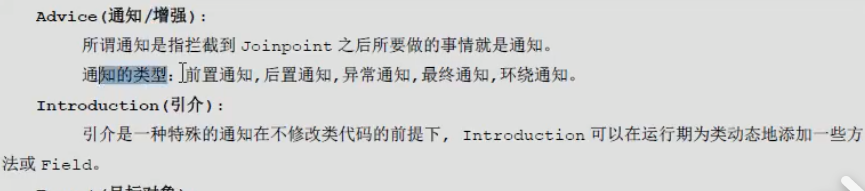 Advice(通知/增强):
所谓通知是指拦截到 Joinpoint 之后所要做的事情就是通知。
通知的类型：前置通知,后置通知,异常通知,最终通知,环绕通知。
Introduction(引介):
引介是一种特殊的通知在不修改类代码的前提下, Introduction 可以在运行期为类动态地添加一些方
法或 Field。